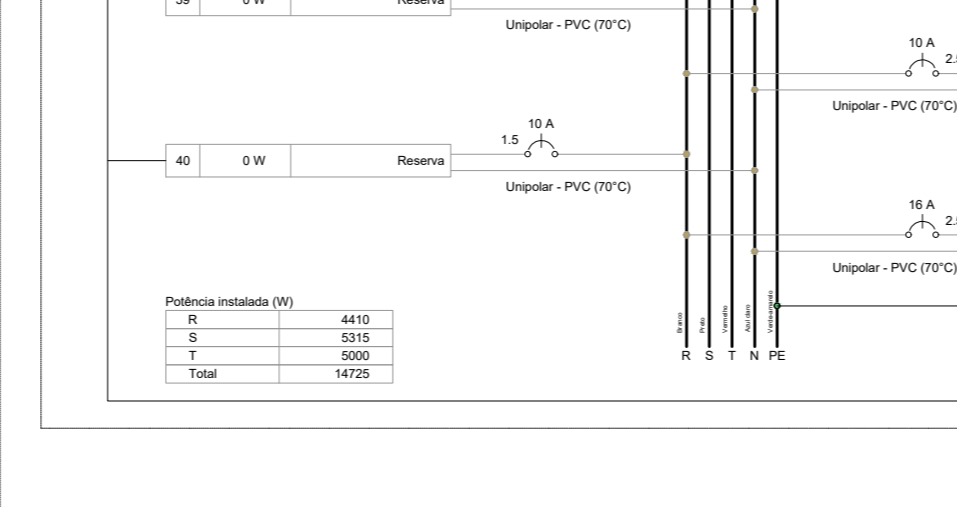 39 0 W Reserva
Unipolar - PVC (70°C)
10 A
2.5
Unipolar - PVC (70°C)
10 A
1.5
40 0 W Reserva
Unipolar - PVC (70°C)
16 A
2.5
Unipolar - PVC (70°C)
Potência instalada (W)
R 4410
S 5315
T 5000
Total 14725
Branco
Preto
Vermelho
Azul claro
Verde-amarelo
R S T N PE